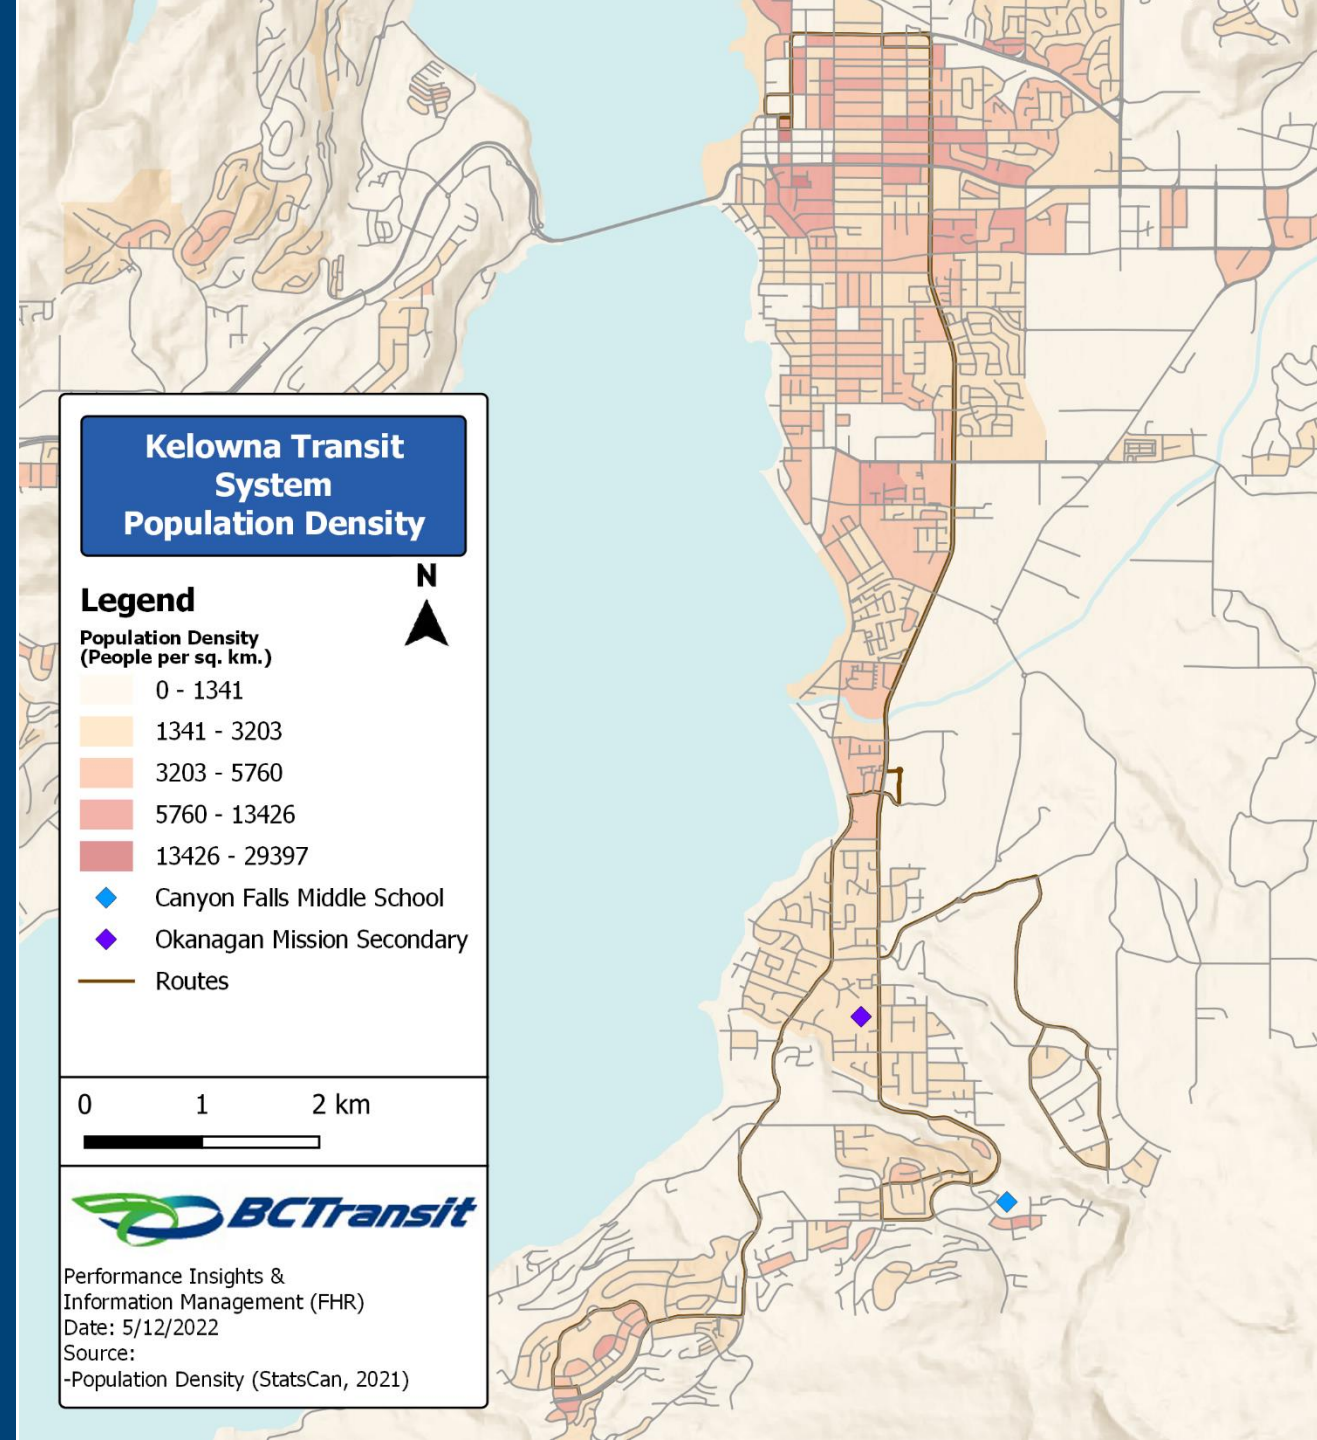 Kelowna Transit
System
Population Density
N
Legend
Population Density
(People per sq. km.)
0 - 1341
1341 - 3203
3203 - 5760
5760 - 13426
13426 - 29397
Canyon Falls Middle School
Okanagan Mission Secondary
Routes
0 1 2 km
BCTransit
Performance Insights &
Information Management (FHR)
Date: 5/12/2022
Source:
-Population Density (StatsCan, 2021)